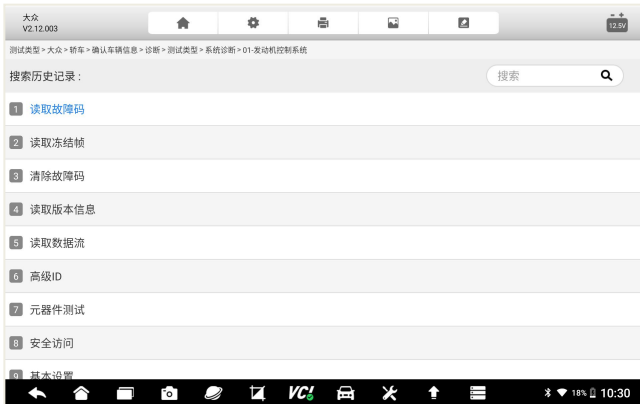 大众
V2.12.003
12.5V
测试类型 > 大众 > 轿车 > 确认车辆信息 > 诊断 > 测试类型 > 系统诊断 > 01-发动机控制系统
搜索历史记录 :
搜索
1 读取故障码
2 读取冻结帧
3 清除故障码
4 读取版本信息
5 读取数据流
6 高级ID
7 元器件测试
8 安全访问
9 基本设置
VC!
18% 10:30